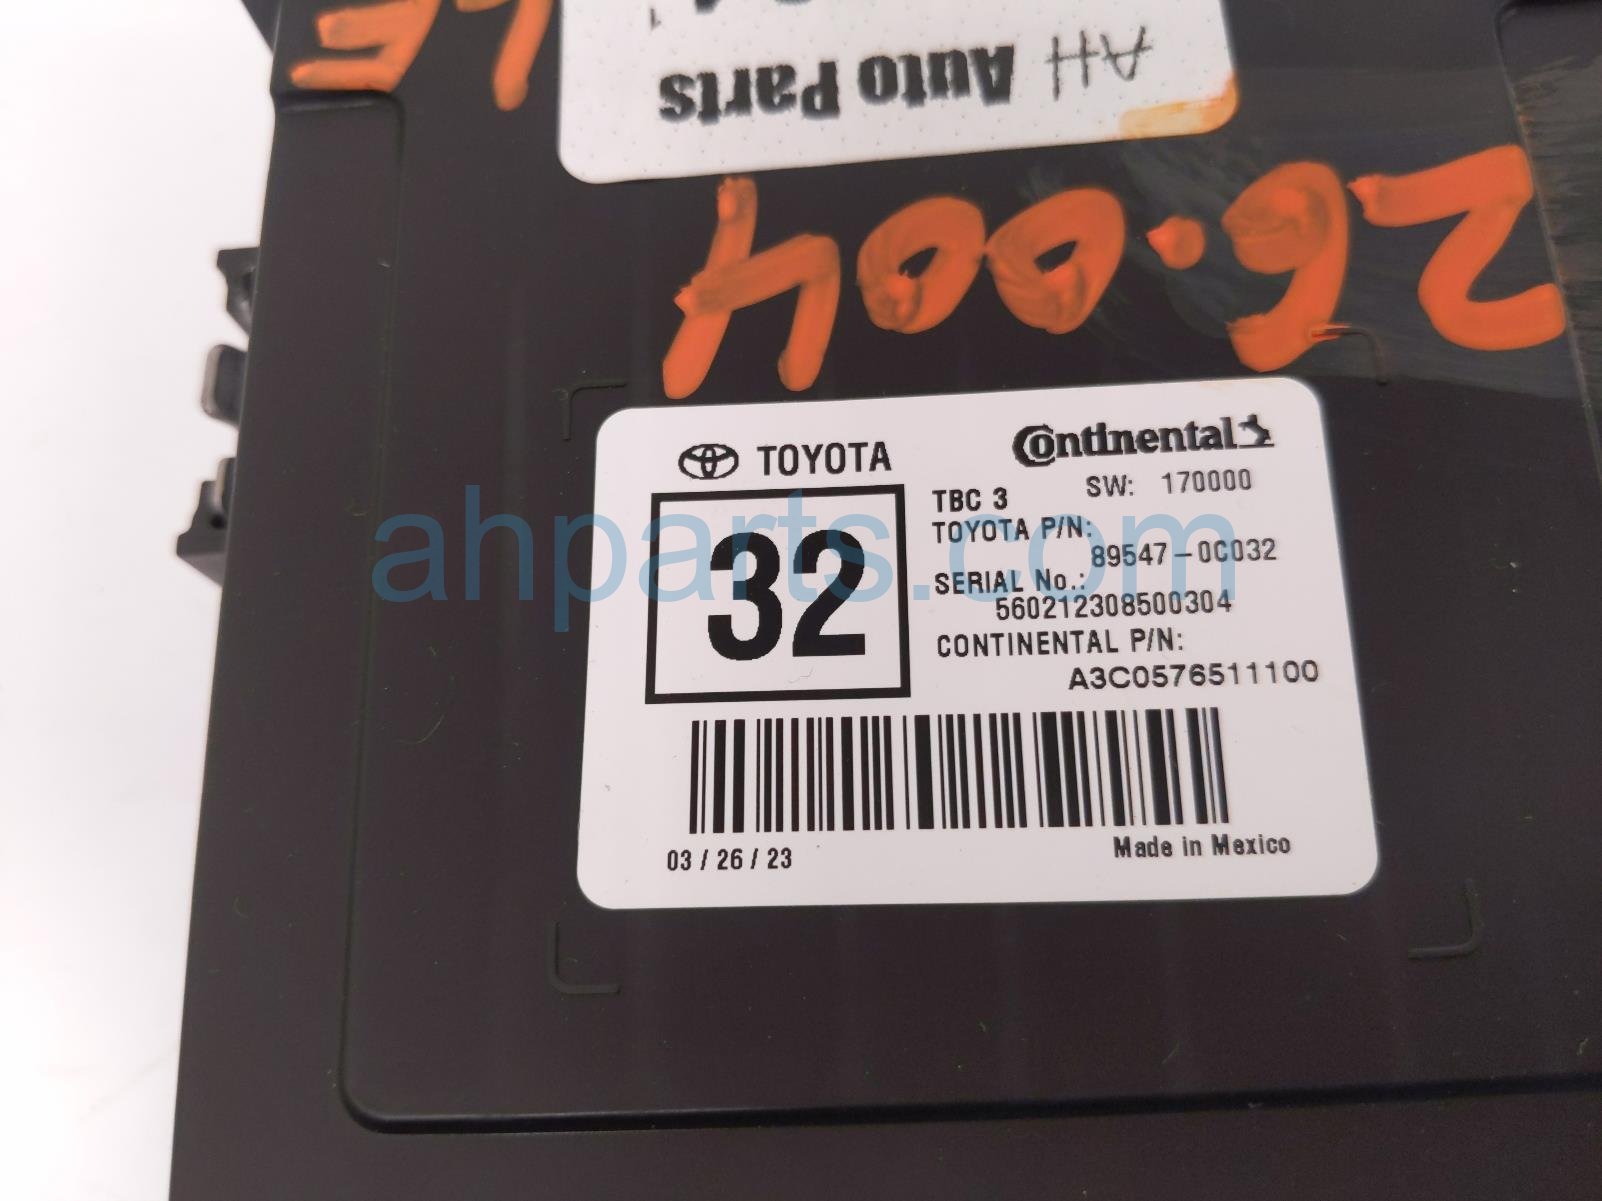 AH Auto Parts
26.004
TOYOTA
Continental
32
TBC 3 SW: 170000
TOYOTA P/N:
89547-0C032
SERIAL No.:
560212308500304
CONTINENTAL P/N:
A3C0576511100
03 / 26 / 23
Made in Mexico
ahparts.com